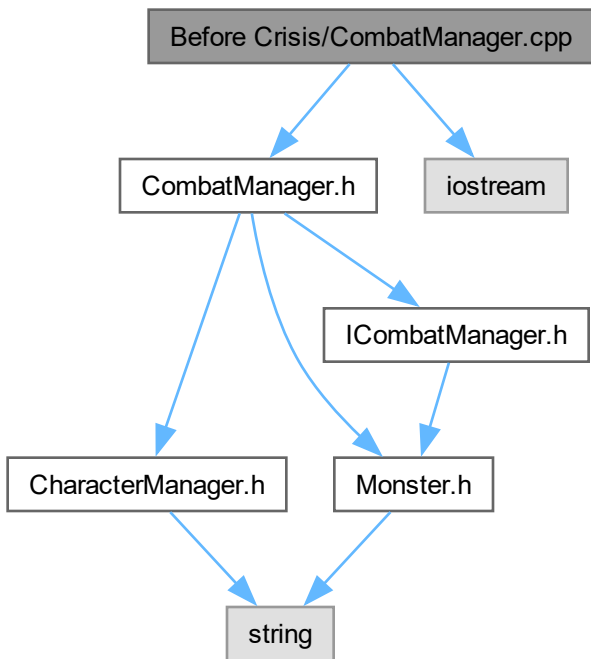 Before Crisis/CombatManager.cpp
CombatManager.h
iostream
ICombatManager.h
CharacterManager.h
Monster.h
string